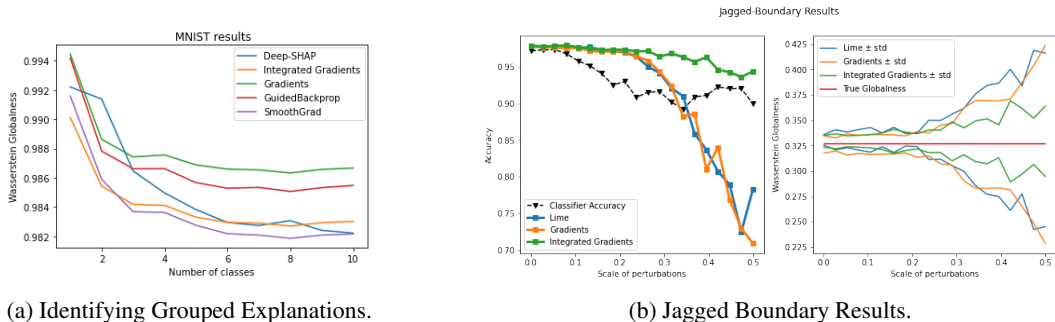 MNIST results
Wasserstein Globalness
0.994
0.992
0.990
0.988
0.986
0.984
0.982
Deep-SHAP
Integrated Gradients
Gradients
GuidedBackprop
SmoothGrad
2
4
6
8
10
Number of classes
(a) Identifying Grouped Explanations.
Jagged-Boundary Results
Accuracy
0.95
0.90
0.85
0.80
0.75
0.70
Classifier Accuracy
Lime
Gradients
Integrated Gradients
0.0
0.1
0.2
0.3
0.4
0.5
Scale of perturbations
Wasserstein Globalness
0.425
0.400
0.375
0.350
0.325
0.300
0.275
0.250
0.225
Lime ± std
Gradients ± std
Integrated Gradients ± std
True Globalness
0.0
0.1
0.2
0.3
0.4
0.5
Scale of perturbations
(b) Jagged Boundary Results.